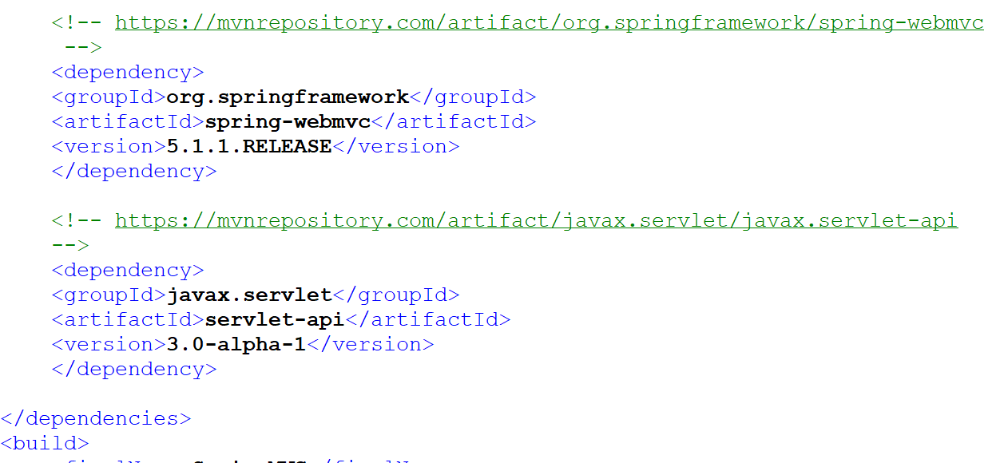 <!-- https://mvnrepository.com/artifact/org.springframework/spring-webmvc
-->
<dependency>
<groupId>org.springframework</groupId>
<artifactId>spring-webmvc</artifactId>
<version>5.1.1.RELEASE</version>
</dependency>
<!-- https://mvnrepository.com/artifact/javax.servlet/javax.servlet-api
-->
<dependency>
<groupId>javax.servlet</groupId>
<artifactId>servlet-api</artifactId>
<version>3.0-alpha-1</version>
</dependency>
</dependencies>
<build>